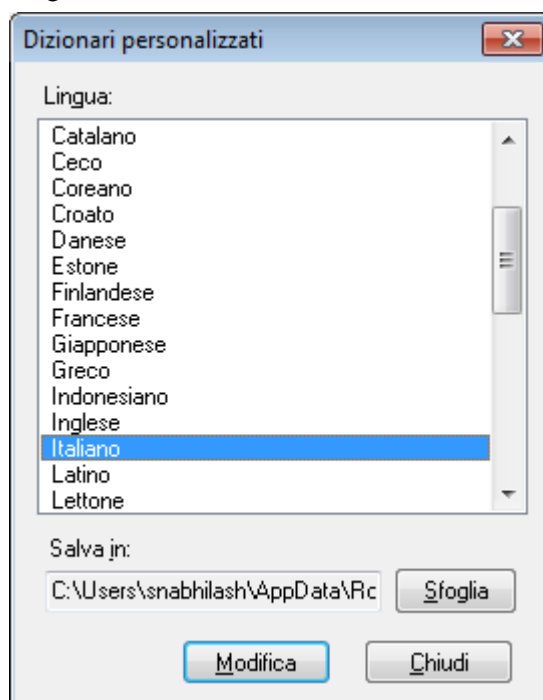 Dizionari personalizzati
Lingua:
Catalano
Ceco
Coreano
Croato
Danese
Estone
Finlandese
Francese
Giapponese
Greco
Indonesiano
Inglese
Italiano
Latino
Lettone
Salva in:
C:\Users\snabhilash\AppData\Rc Sfoglia
Modifica Chiudi